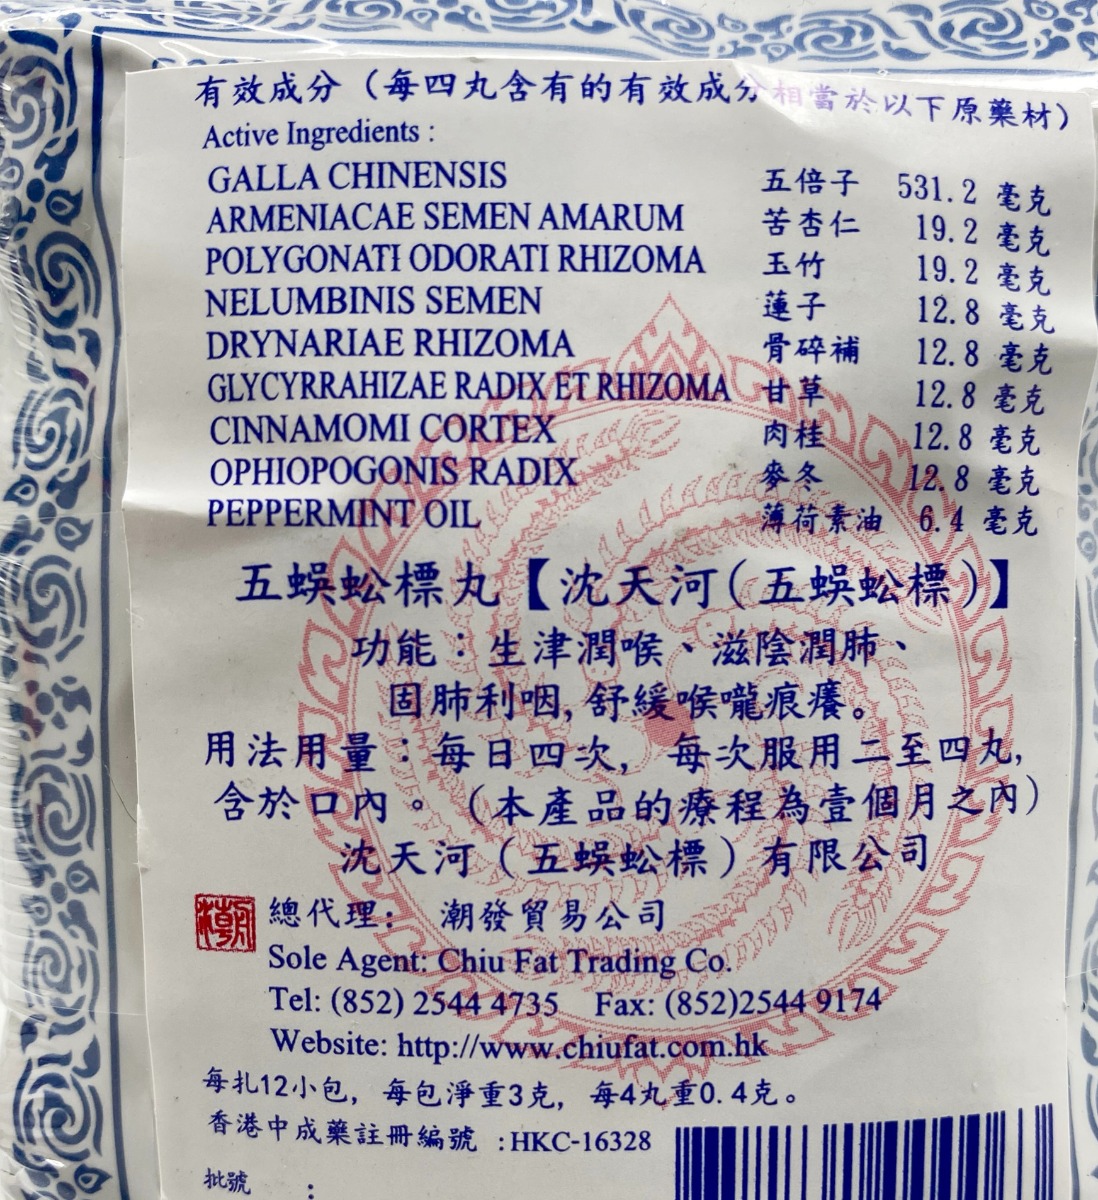 有效成分（每四丸含有的有效成分相當於以下原藥材）
Active Ingredients :
GALLA CHINENSIS 五倍子 531.2 毫克
ARMENIACAE SEMEN AMARUM 苦杏仁 19.2 毫克
POLYGONATI ODORATI RHIZOMA 玉竹 19.2 毫克
NELUMBINIS SEMEN 蓮子 12.8 毫克
DRYNARIAE RHIZOMA 骨碎補 12.8 毫克
GLYCYRRAHIZAE RADIX ET RHIZOMA 甘草 12.8 毫克
CINNAMOMI CORTEX 肉桂 12.8 毫克
OPHIOPOGONIS RADIX 麥冬 12.8 毫克
PEPPERMINT OIL 薄荷素油 6.4 毫克
五蜈蚣標丸【沈天河(五蜈蚣標)】
功能：生津潤喉、滋陰潤肺、
固肺利咽, 舒緩喉嚨痕癢。
用法用量：每日四次, 每次服用二至四丸,
含於口內。（本產品的療程為壹個月之內）
沈天河（五蜈蚣標）有限公司
潮 總代理: 潮發貿易公司
Sole Agent: Chiu Fat Trading Co.
Tel: (852) 2544 4735 Fax: (852)2544 9174
Website: http://www.chiufat.com.hk
每扎12小包, 每包淨重3克, 每4丸重0.4克。
香港中成藥註冊編號 :HKC-16328
批號 :